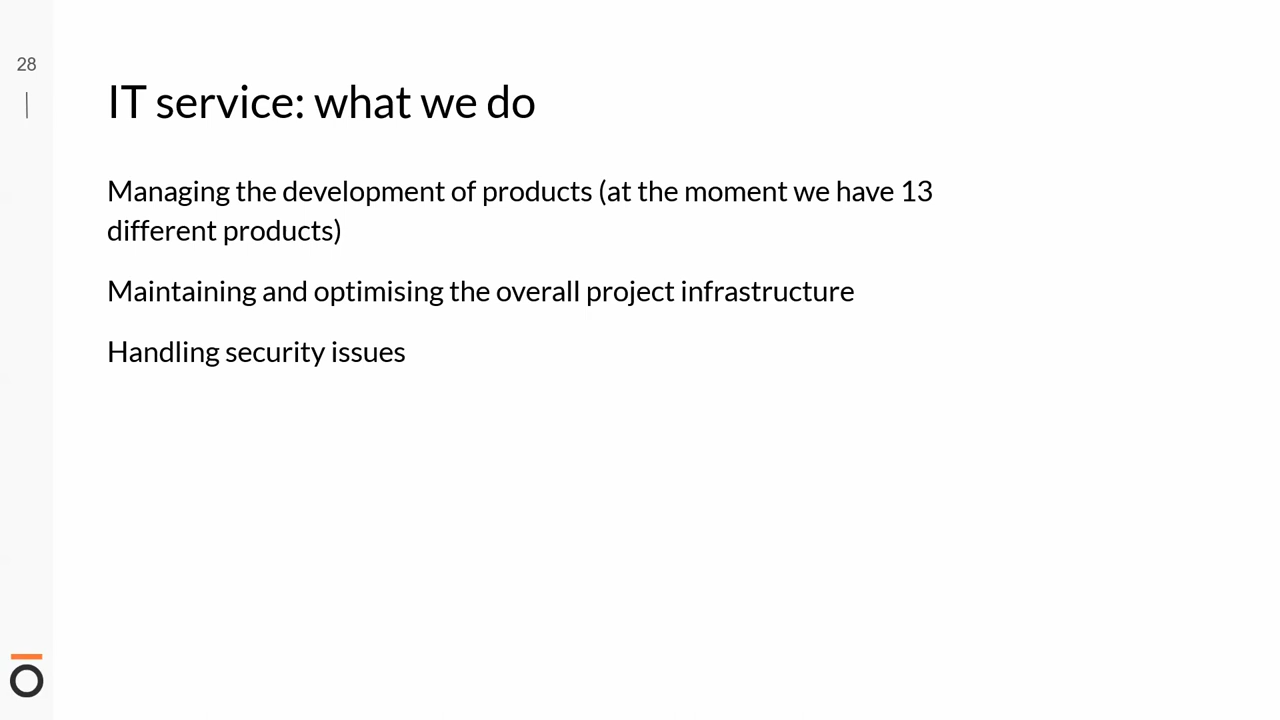 28
IT service: what we do
Managing the development of products (at the moment we have 13
different products)
Maintaining and optimising the overall project infrastructure
Handling security issues